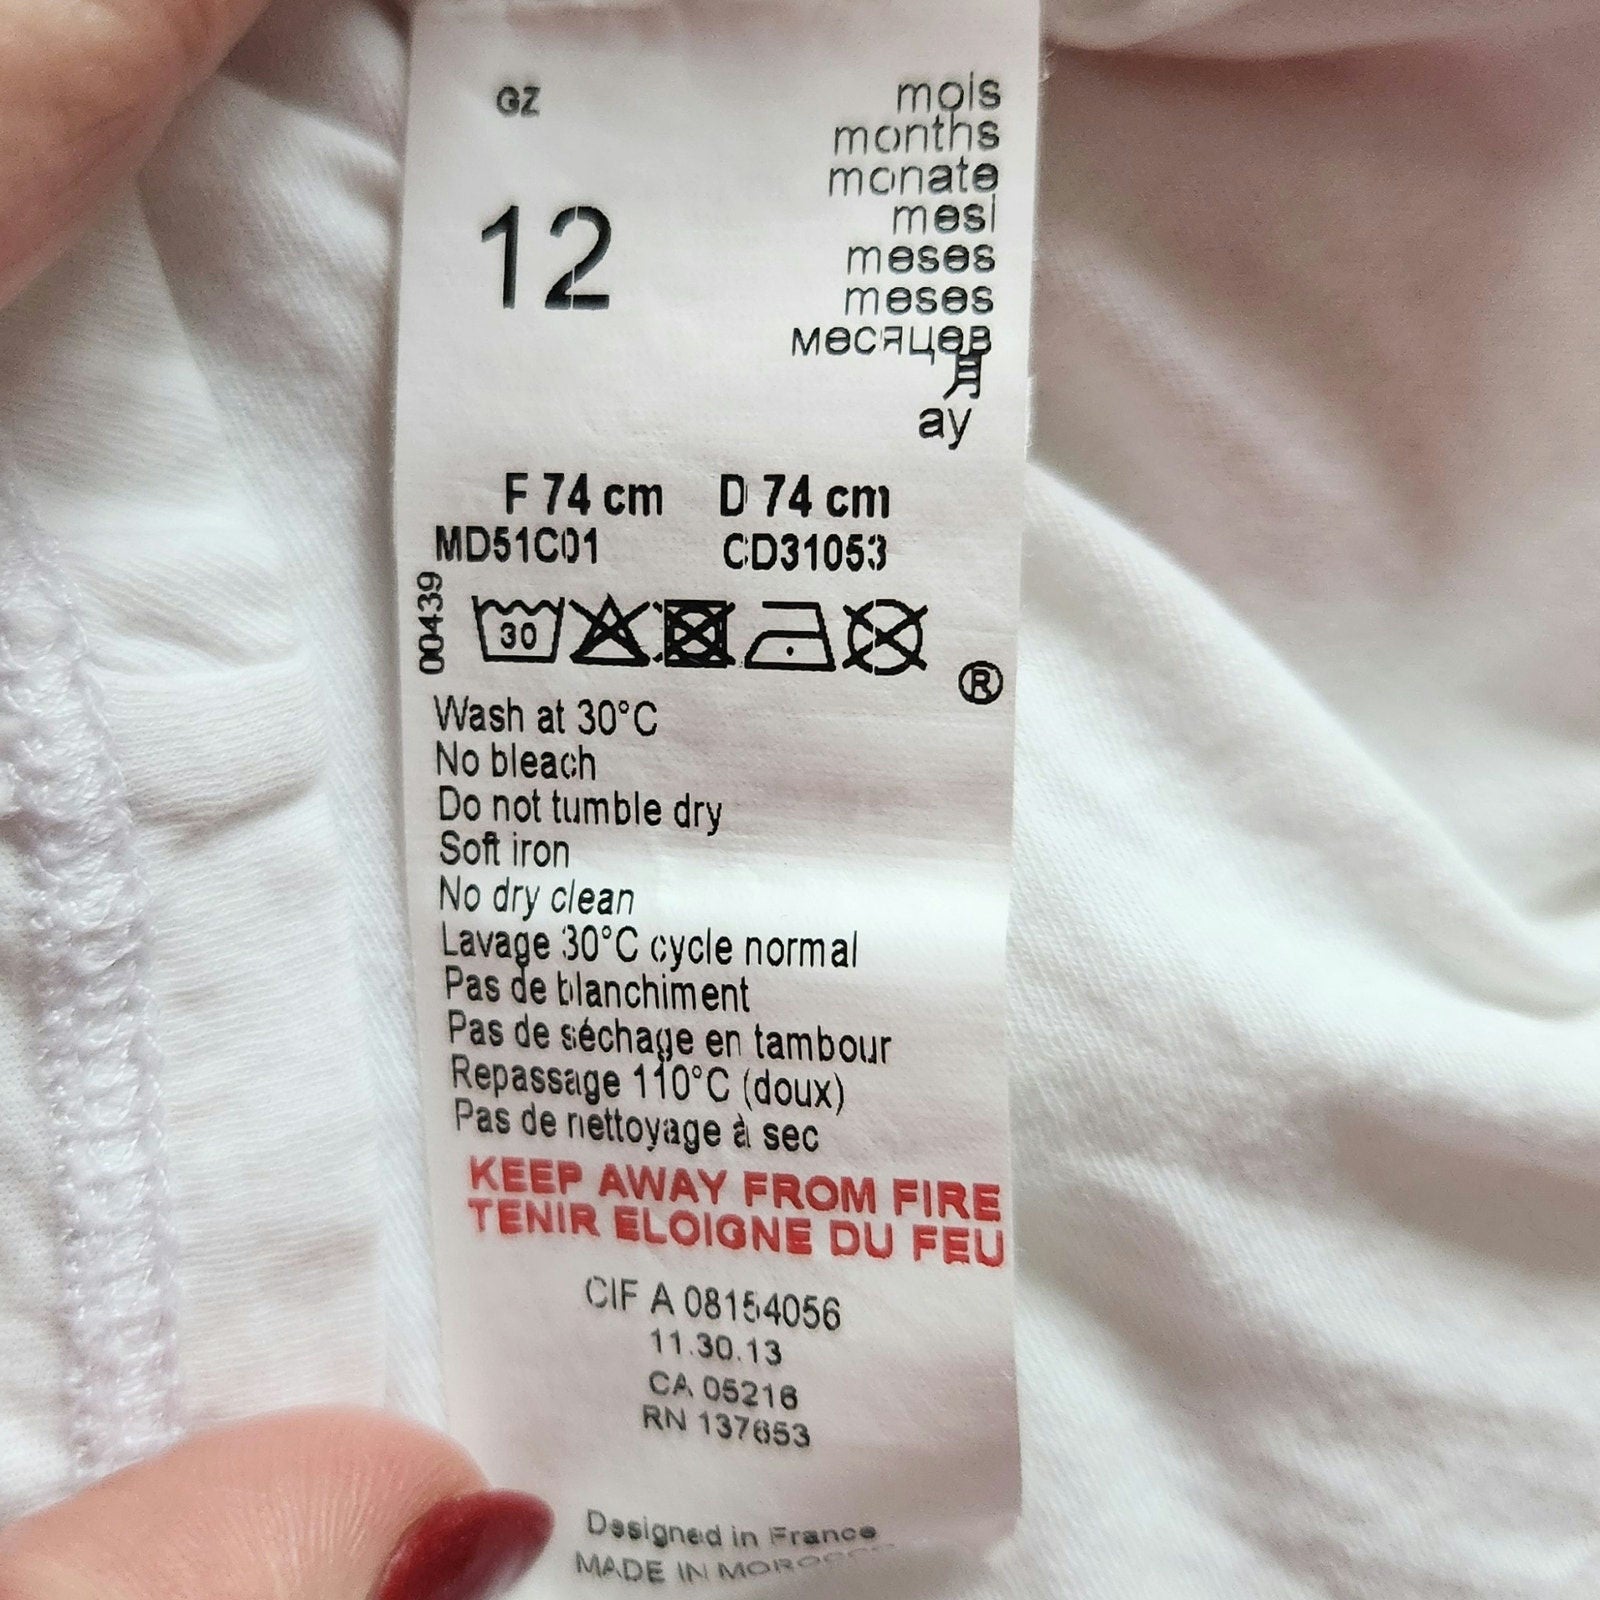 GZ
12
mois
months
monate
mesi
meses
meses
месяцев
月
ay
F 74 cm D 74 cm
MD51C01 CD31053
00439
30
®
Wash at 30°C
No bleach
Do not tumble dry
Soft iron
No dry clean
Lavage 30°C cycle normal
Pas de blanchiment
Pas de séchage en tambour
Repassage 110°C (doux)
Pas de nettoyage à sec
KEEP AWAY FROM FIRE
TENIR ELOIGNE DU FEU
CIF A 08154056
11.30.13
CA 05216
RN 137653
Designed in France
MADE IN MOROCCO